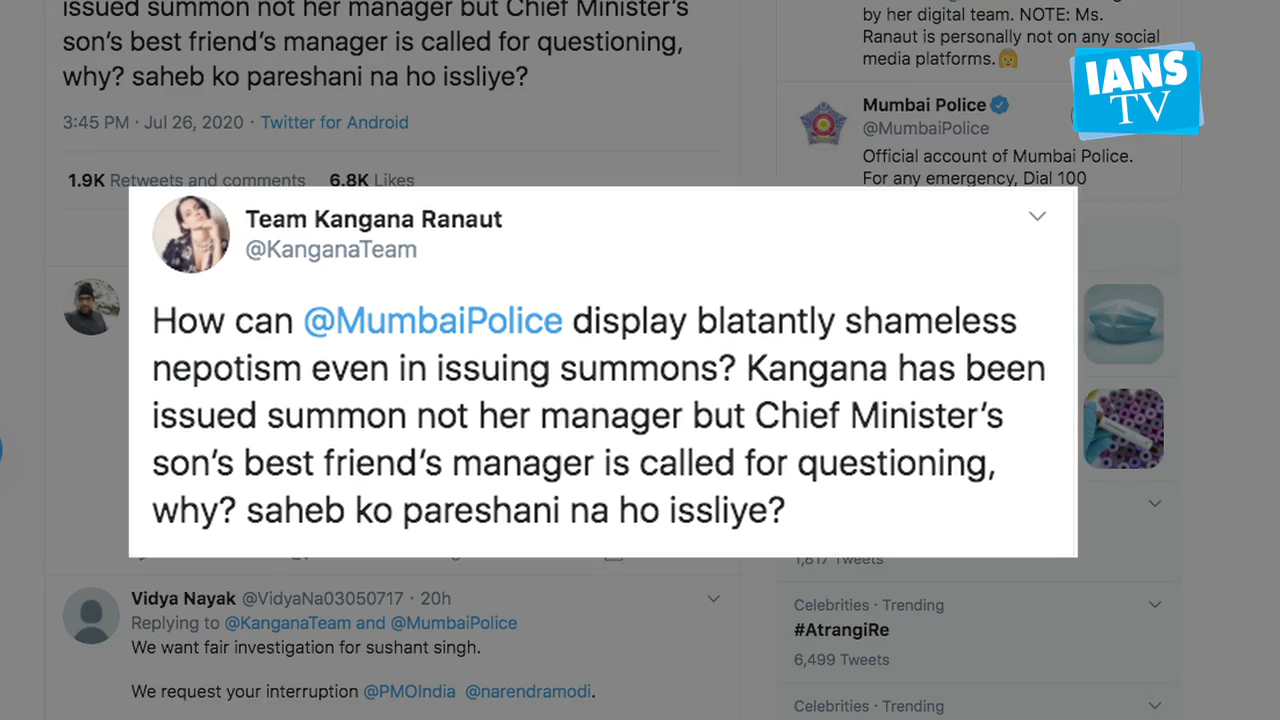 issued summon not her manager but Chief Minister's
son's best friend's manager is called for questioning,
why? saheb ko pareshani na ho issliye?
3:45 PM · Jul 26, 2020 · Twitter for Android
1.9K Retweets and comments 6.8K Likes
by her digital team. NOTE: Ms.
Ranaut is personally not on any social
media platforms.
IANS
TV
Mumbai Police
@MumbaiPolice
Official account of Mumbai Police.
For any emergency, Dial 100
Team Kangana Ranaut
@KanganaTeam
How can @MumbaiPolice display blatantly shameless
nepotism even in issuing summons? Kangana has been
issued summon not her manager but Chief Minister's
son's best friend's manager is called for questioning,
why? saheb ko pareshani na ho issliye?
1,617 Tweets
Vidya Nayak @VidyaNa03050717 · 20h
Replying to @KanganaTeam and @MumbaiPolice
We want fair investigation for sushant singh.
We request your interruption @PMOIndia @narendramodi.
Celebrities · Trending
#AtrangiRe
6,499 Tweets
Celebrities · Trending